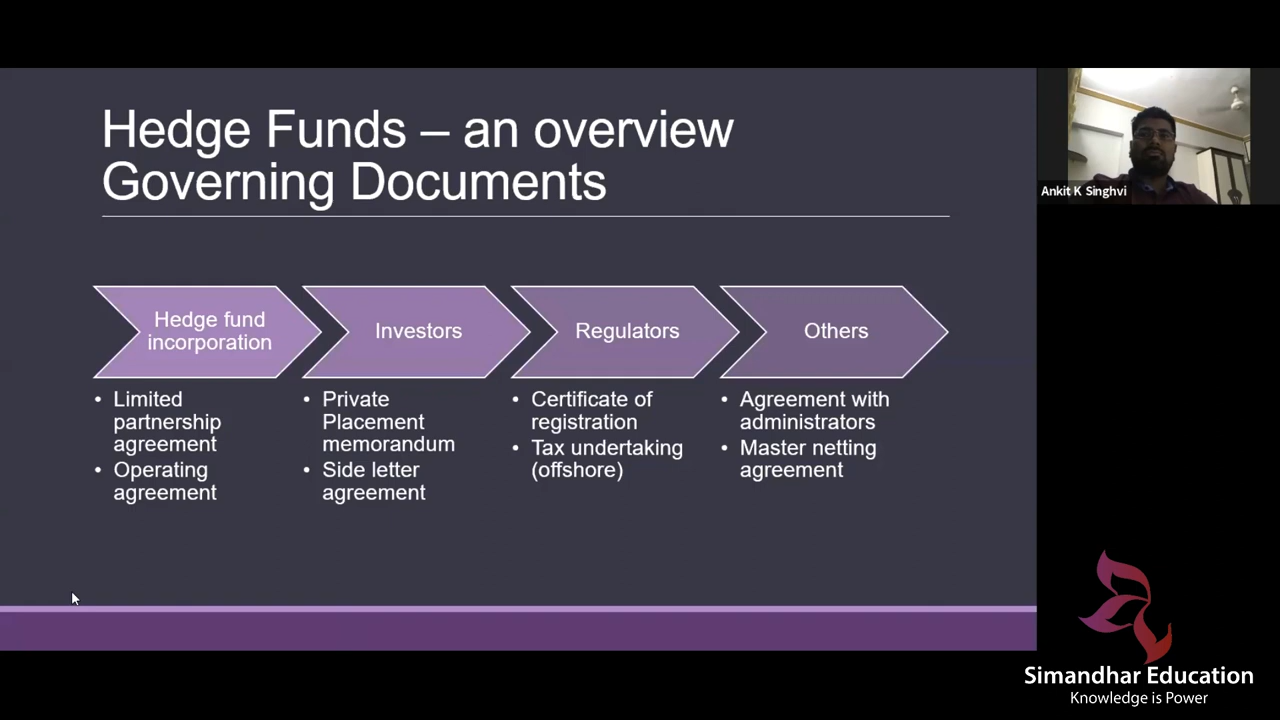 Hedge Funds – an overview
Governing Documents
Hedge fund
incorporation
• Limited
partnership
agreement
• Operating
agreement
Investors
• Private
Placement
memorandum
• Side letter
agreement
Regulators
• Certificate of
registration
• Tax undertaking
(offshore)
Others
• Agreement with
administrators
• Master netting
agreement
Ankit K Singhvi
Simandhar Education
Knowledge is Power